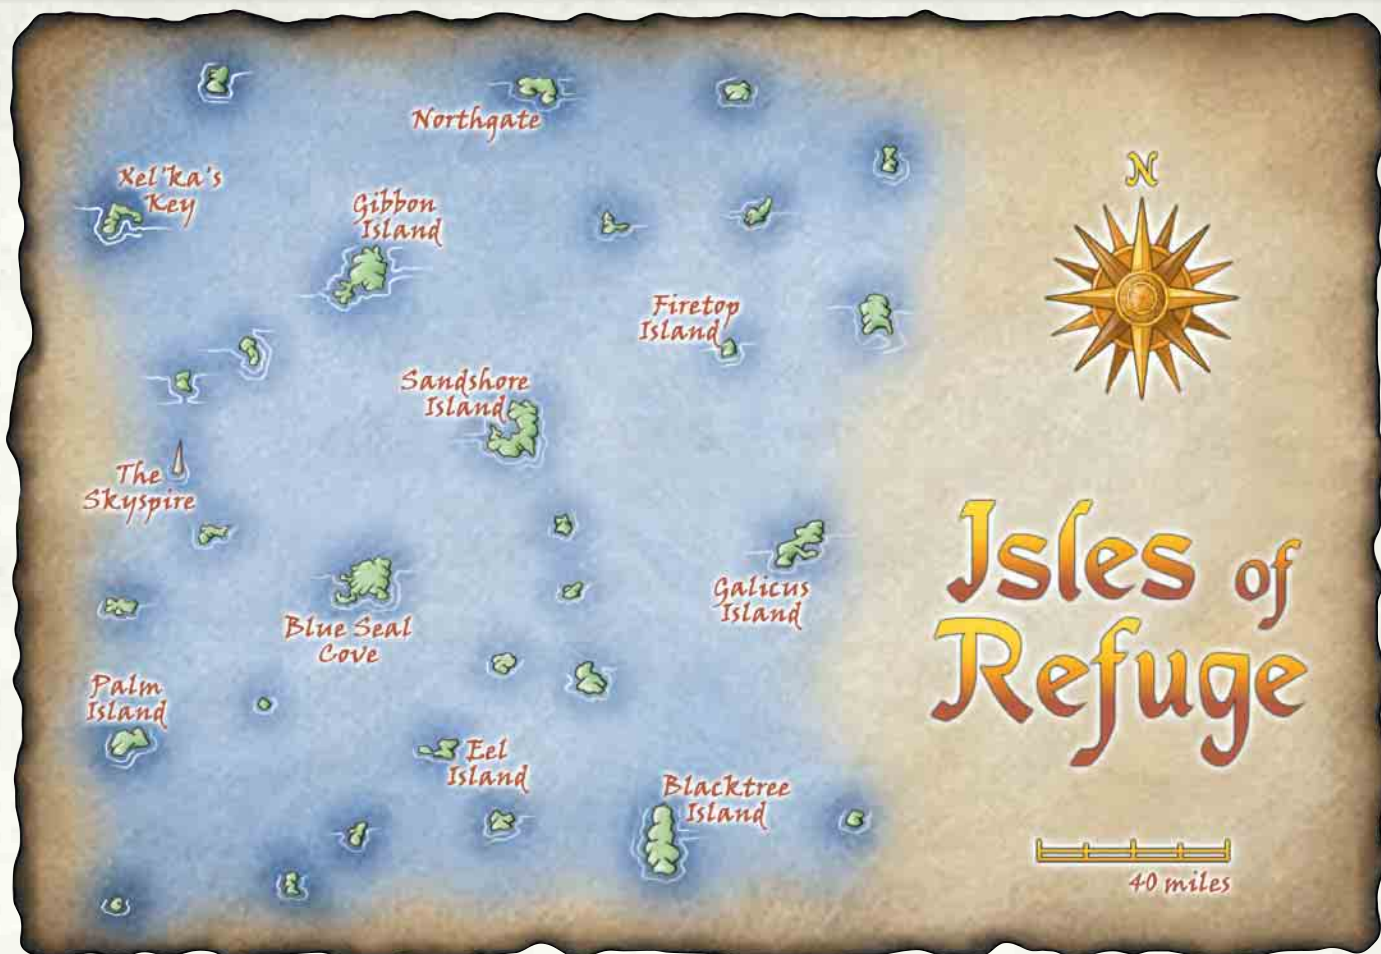 Northgate
Xel'ka's
Key
Gibbon
Island
N
Firetop
Island
Sandshore
Island
The
Skyspire
Isles of
Refuge
Galicus
Island
Blue Seal
Cove
Palm
Island
Eel
Island
Blacktree
Island
40 miles